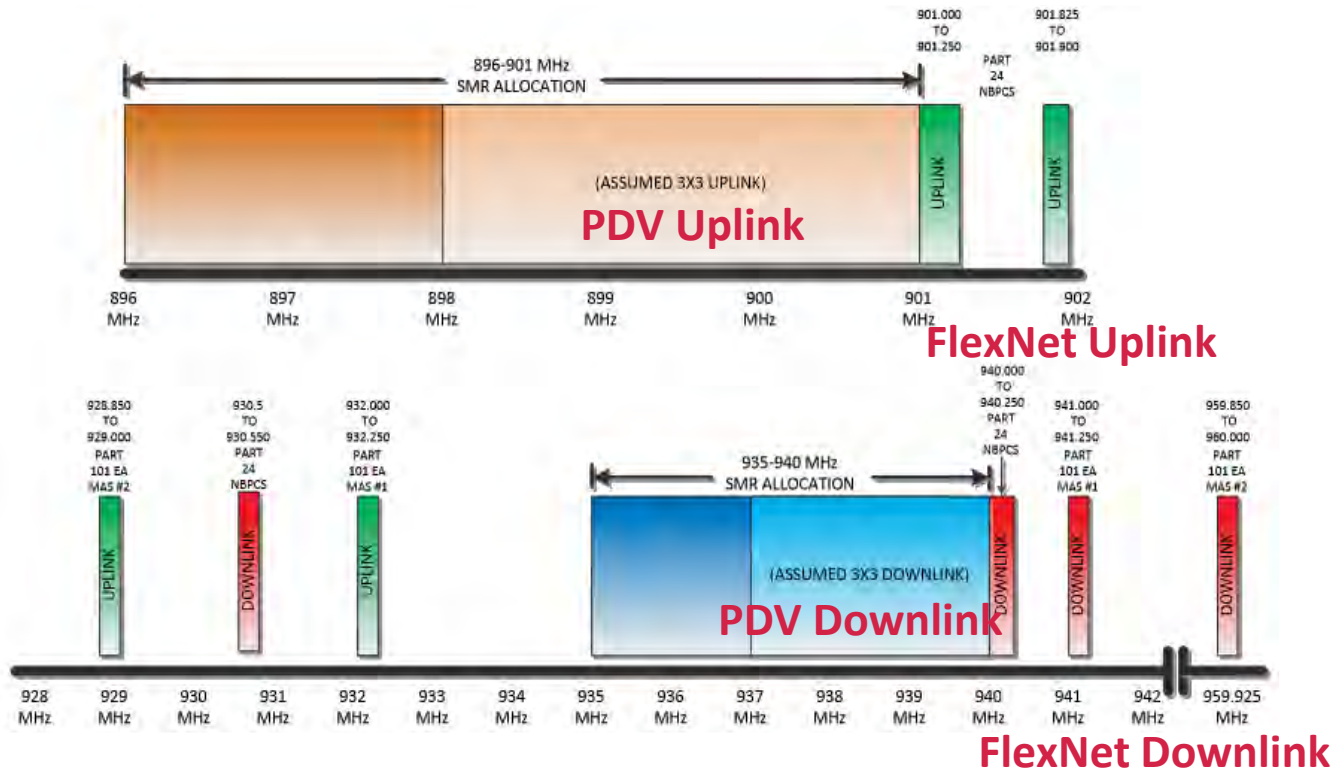 901.000
TO
901.250
901.825
TO
901.900
PART
24
NBPCS
896-901 MHz
SMR ALLOCATION
(ASSUMED 3X3 UPLINK)
PDV Uplink
UPLINK
UPLINK
896
MHz
897
MHz
898
MHz
899
MHz
900
MHz
901
MHz
902
MHz
FlexNet Uplink
928.850
TO
929.000
PART
101 EA
MAS #2
930.5
TO
930.550
PART
24
NBPCS
932.000
TO
932.250
PART
101 EA
MAS #1
940.000
TO
940.250
PART
24
NBPCS
941.000
TO
941.250
PART
101 EA
MAS #1
959.850
TO
960.000
PART
101 EA
MAS #2
935-940 MHz
SMR ALLOCATION
UPLINK
DOWNLINK
UPLINK
(ASSUMED 3X3 DOWNLINK)
PDV Downlink
DOWNLINK
DOWNLINK
DOWNLINK
928
MHz
929
MHz
930
MHz
931
MHz
932
MHz
933
MHz
934
MHz
935
MHz
936
MHz
937
MHz
938
MHz
939
MHz
940
MHz
941
MHz
942
MHz
959.925
MHz
FlexNet Downlink